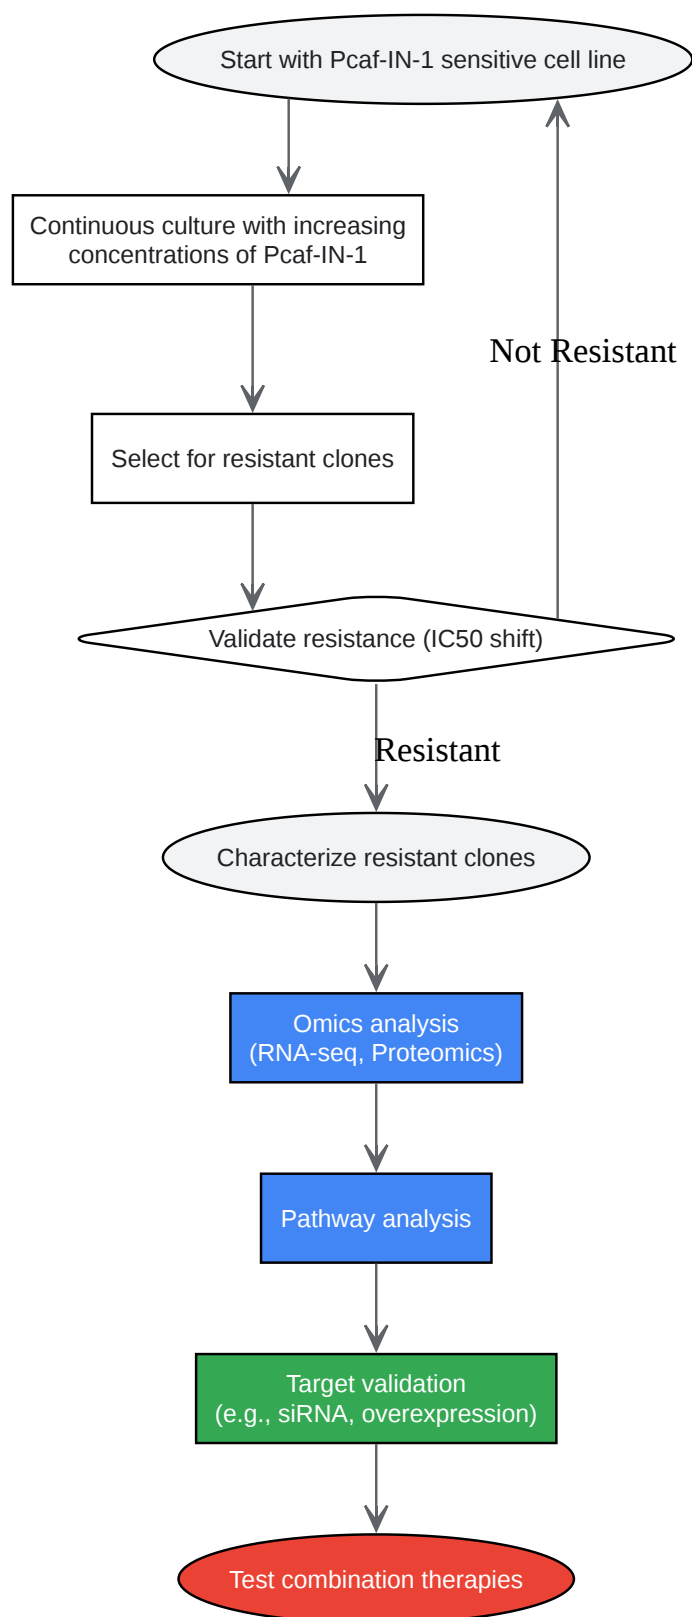 Start with Pcaf-IN-1 sensitive cell line
Continuous culture with increasing
concentrations of Pcaf-IN-1
Not Resistant
Select for resistant clones
Validate resistance (IC50 shift)
Resistant
Characterize resistant clones
Omics analysis
(RNA-seq, Proteomics)
Pathway analysis
Target validation
(e.g., siRNA, overexpression)
Test combination therapies